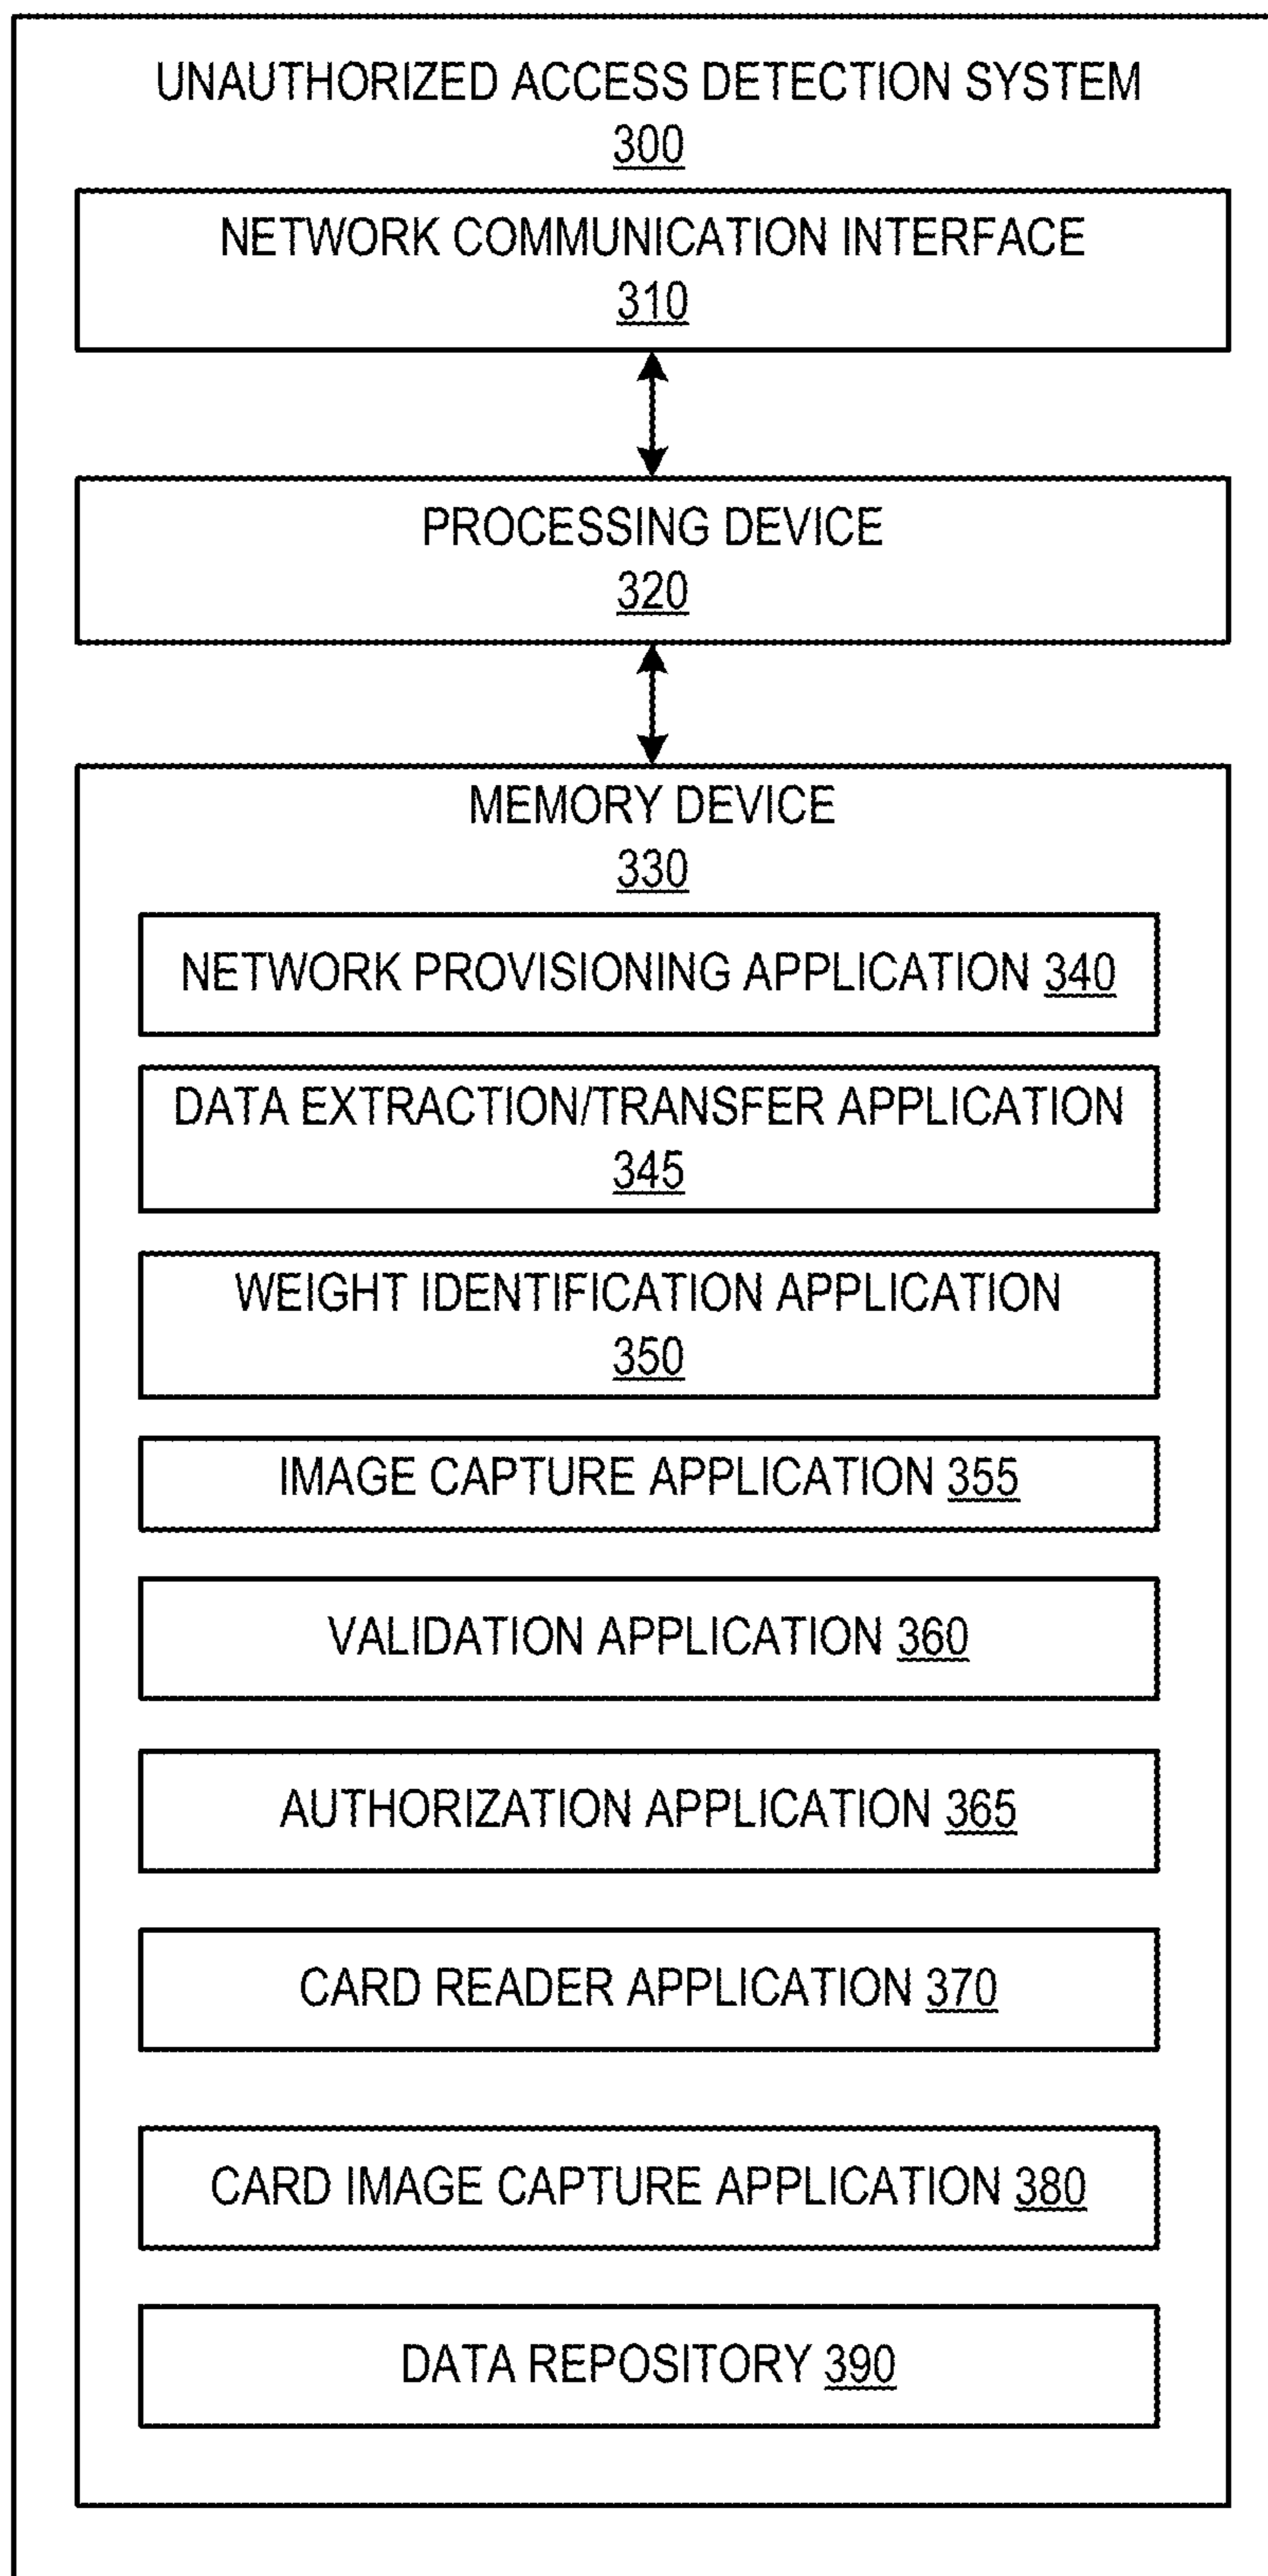 UNAUTHORIZED ACCESS DETECTION SYSTEM
300
NETWORK COMMUNICATION INTERFACE
310
PROCESSING DEVICE
320
MEMORY DEVICE
330
NETWORK PROVISIONING APPLICATION 340
DATA EXTRACTION/TRANSFER APPLICATION
345
WEIGHT IDENTIFICATION APPLICATION
350
IMAGE CAPTURE APPLICATION 355
VALIDATION APPLICATION 360
AUTHORIZATION APPLICATION 365
CARD READER APPLICATION 370
CARD IMAGE CAPTURE APPLICATION 380
DATA REPOSITORY 390